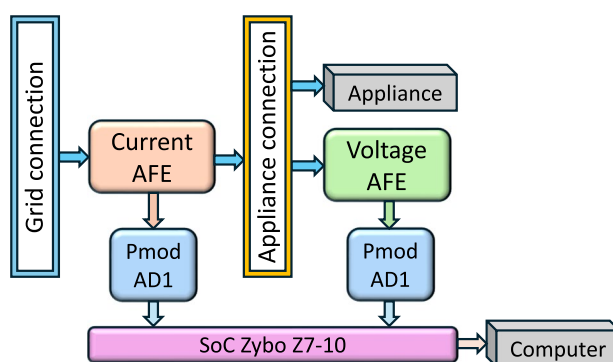 Grid connection
Current
AFE
Appliance connection
Appliance
Voltage
AFE
Pmod
AD1
Pmod
AD1
SoC Zybo Z7-10
Computer